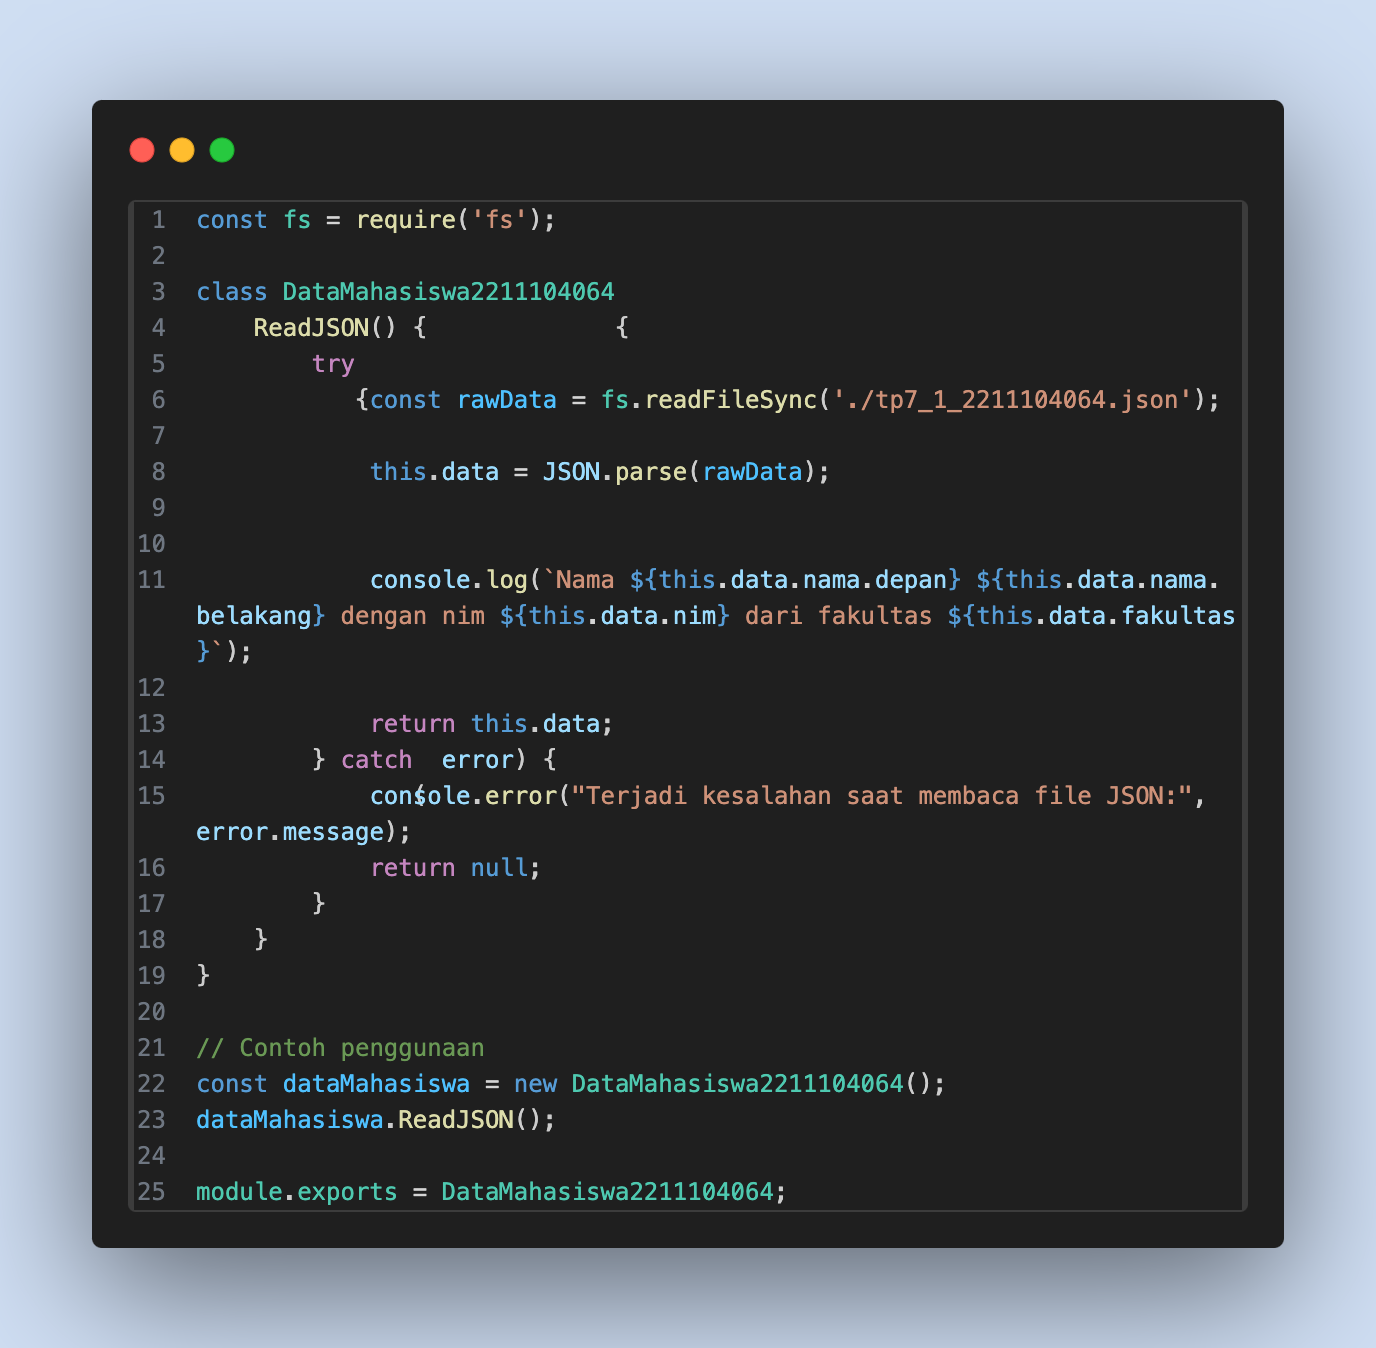 1 const fs = require('fs');
2
3 class DataMahasiswa2211104064
4     ReadJSON() {             {
5         try
6            {const rawData = fs.readFileSync('./tp7_1_2211104064.json');
7
8             this.data = JSON.parse(rawData);
9
10
11             console.log(`Nama ${this.data.nama.depan} ${this.data.nama.
belakang} dengan nim ${this.data.nim} dari fakultas ${this.data.fakultas
}`);
12
13             return this.data;
14         } catch  error) {
15             console.error("Terjadi kesalahan saat membaca file JSON:",
error.message);
16             return null;
17         }
18     }
19 }
20
21 // Contoh penggunaan
22 const dataMahasiswa = new DataMahasiswa2211104064();
23 dataMahasiswa.ReadJSON();
24
25 module.exports = DataMahasiswa2211104064;